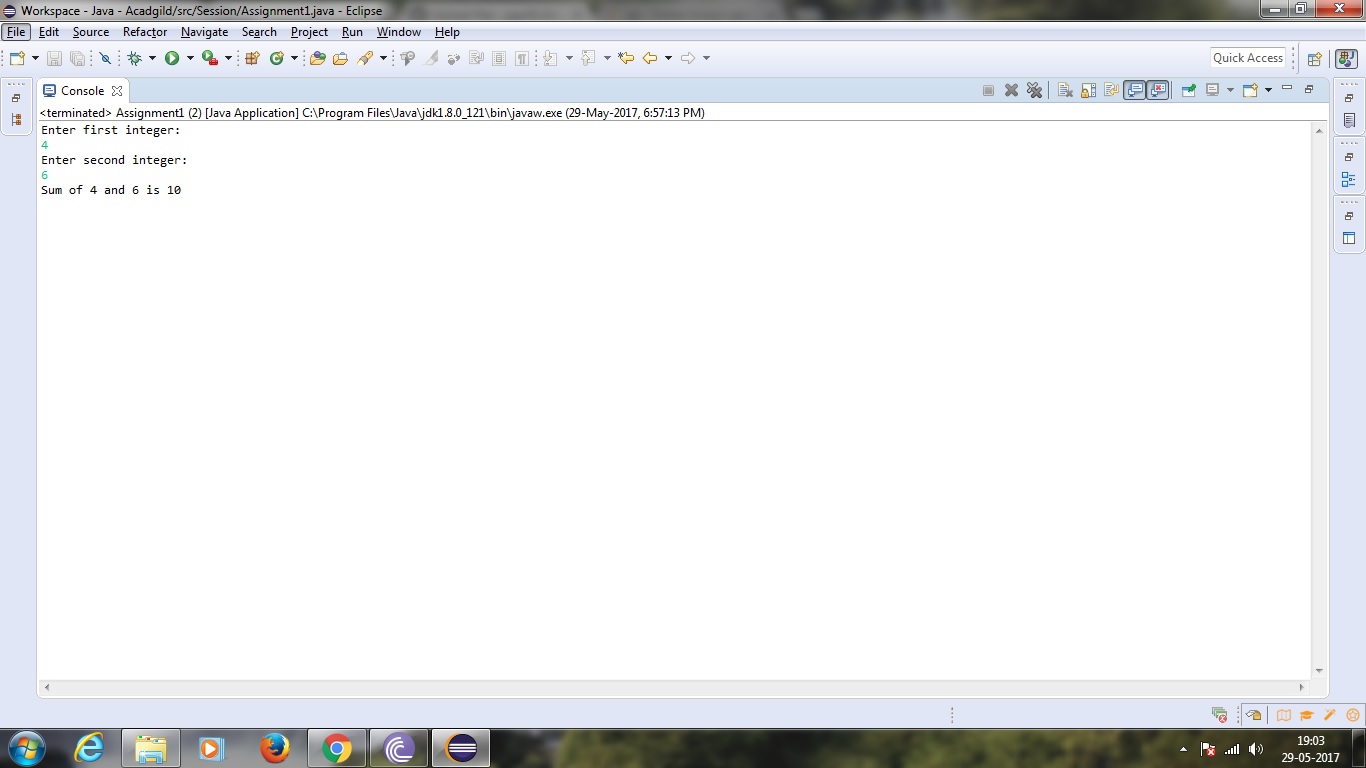 Workspace - Java - Acadgild/src/Session/Assignment1.java - Eclipse
File Edit Source Refactor Navigate Search Project Run Window Help
Quick Access
Console
<terminated> Assignment1 (2) [Java Application] C:\Program Files\Java\jdk1.8.0_121\bin\javaw.exe (29-May-2017, 6:57:13 PM)
Enter first integer:
4
Enter second integer:
6
Sum of 4 and 6 is 10
19:03
29-05-2017